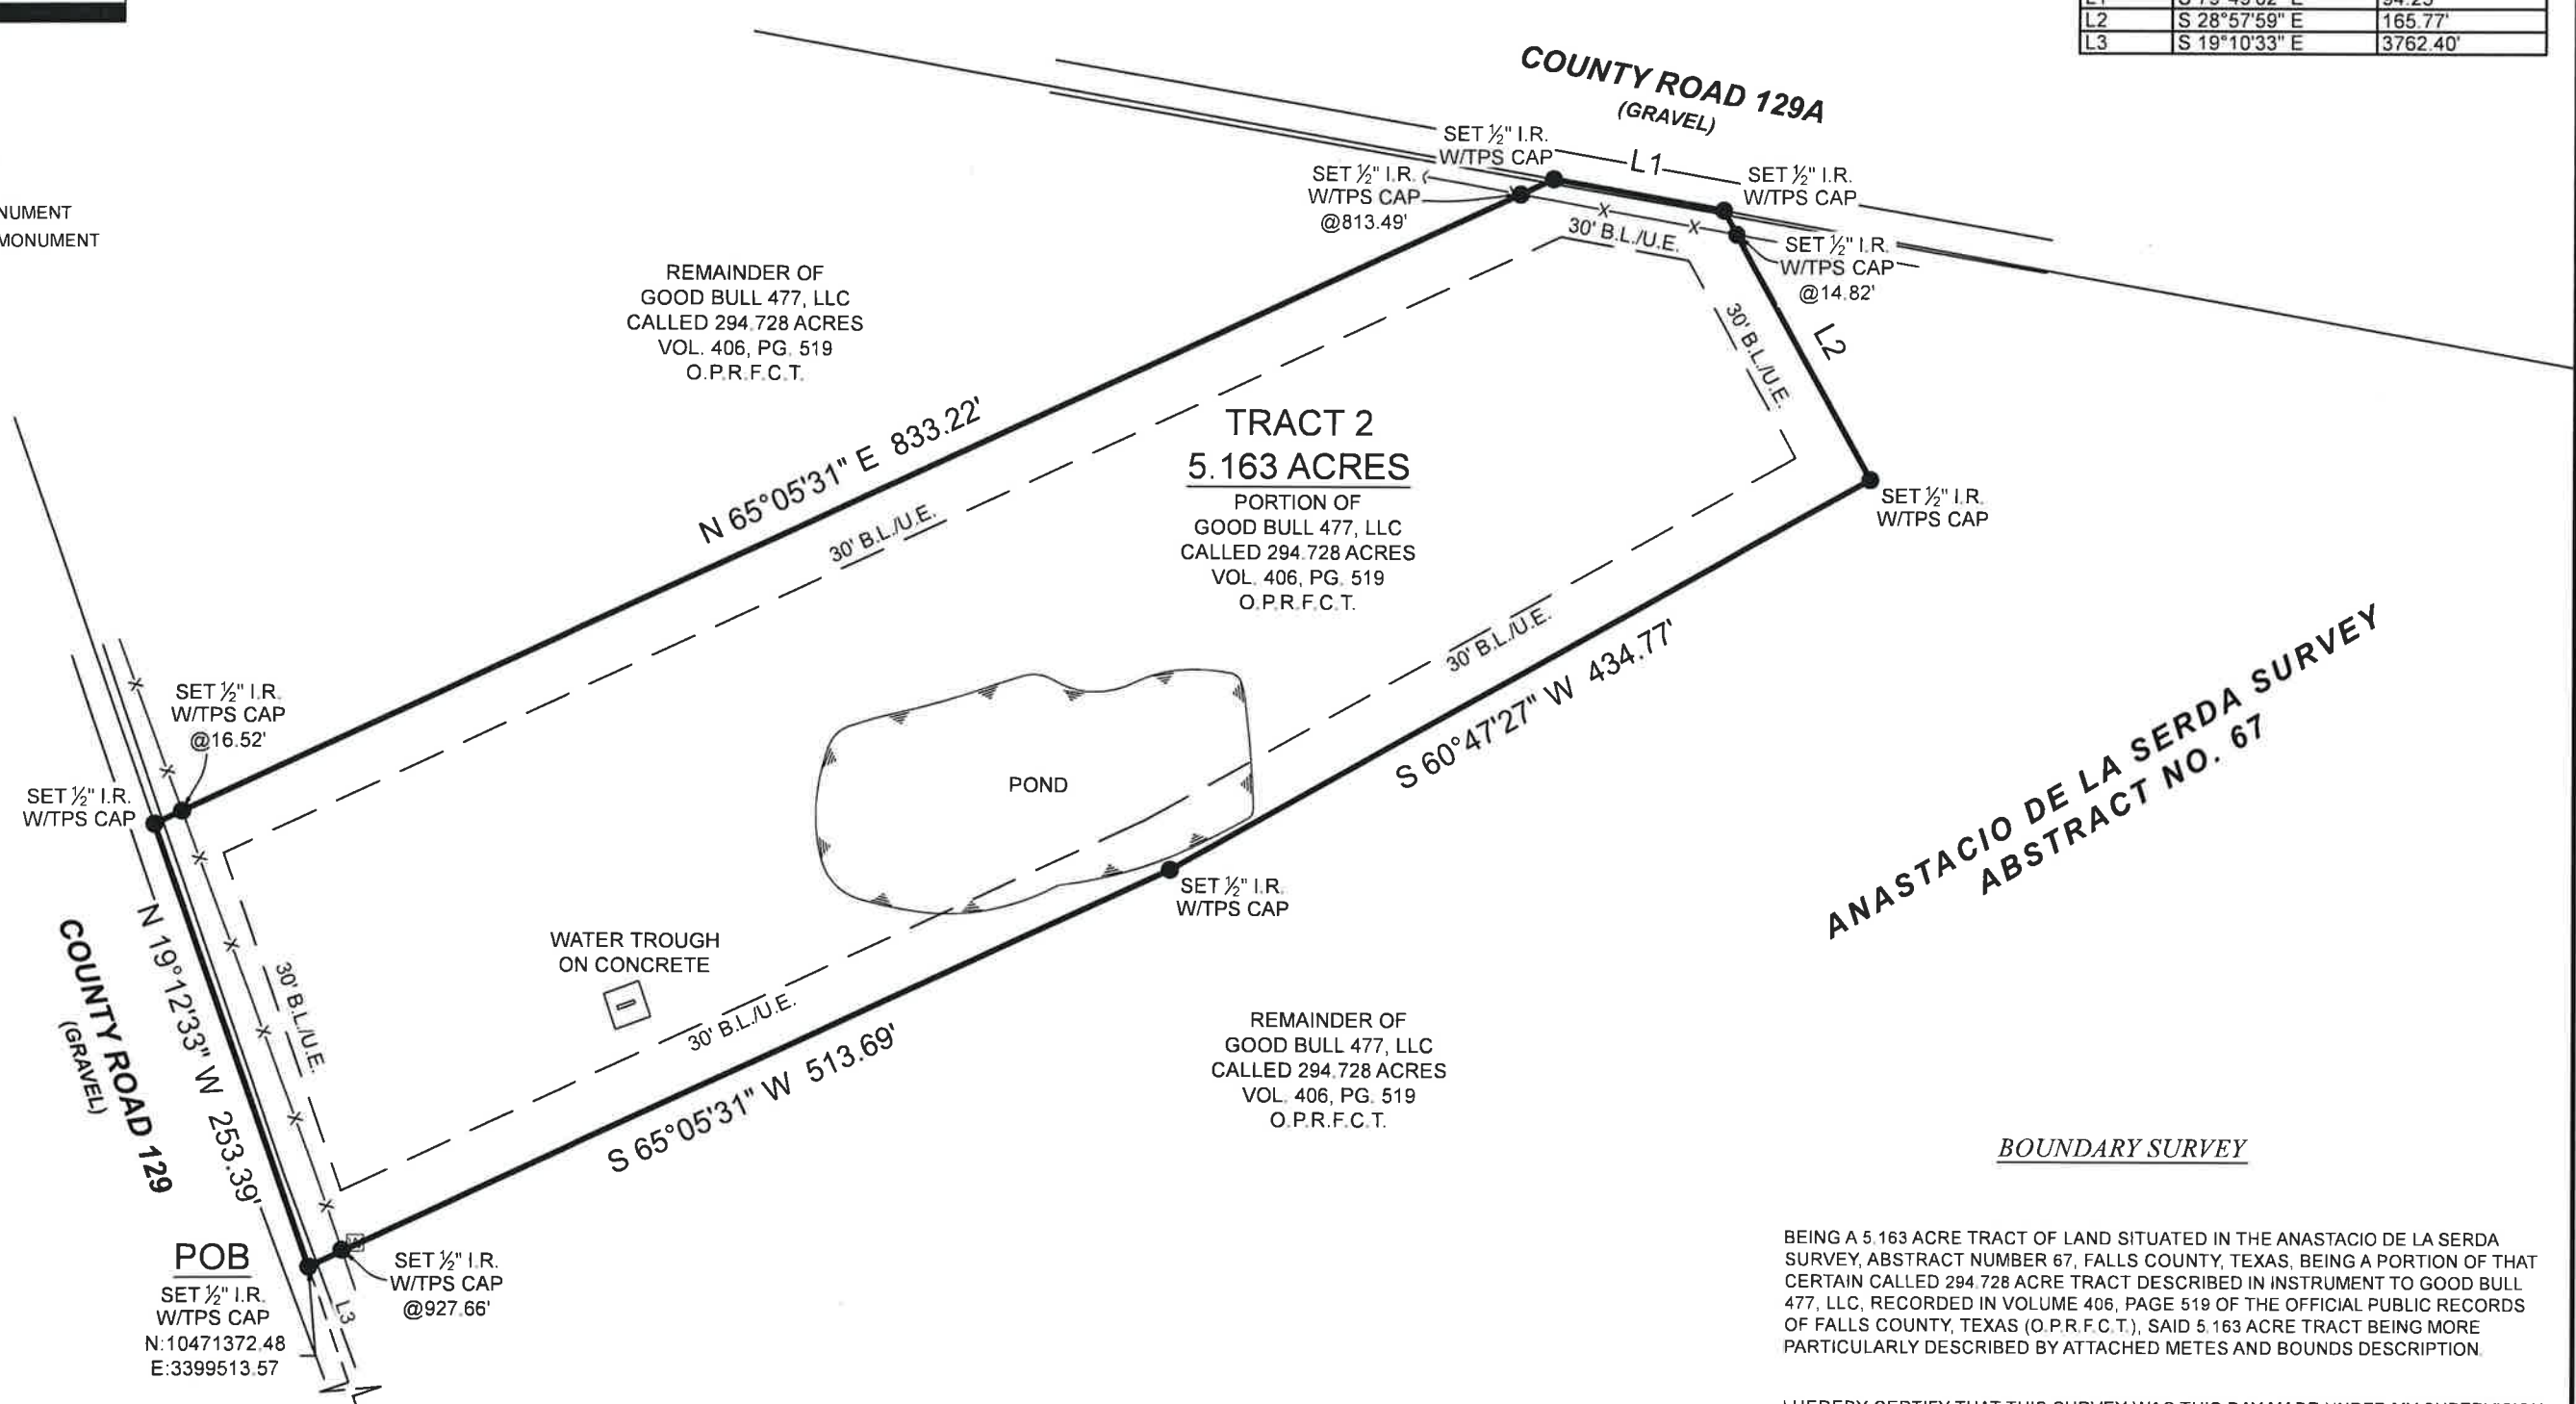 L2 S 28°57'59" E 165.77'
L3 S 19°10'33" E 3762.40'
COUNTY ROAD 129A
(GRAVEL)
L1
SET ½" I.R.
W/TPS CAP
SET ½" I.R.
W/TPS CAP
@813.49'
SET ½" I.R.
W/TPS CAP
SET ½" I.R.
W/TPS CAP
@14.82'
NUMENT
MONUMENT
30' B.L./U.E.
30' B.L./U.E.
L2
REMAINDER OF
GOOD BULL 477, LLC
CALLED 294.728 ACRES
VOL. 406, PG. 519
O.P.R.F.C.T.
N 65°05'31" E 833.22'
30' B.L./U.E.
TRACT 2
5.163 ACRES
PORTION OF
GOOD BULL 477, LLC
CALLED 294.728 ACRES
VOL. 406, PG. 519
O.P.R.F.C.T.
SET ½" I.R.
W/TPS CAP
30' B.L./U.E.
S 60°47'27" W 434.77'
ANASTACIO DE LA SERDA SURVEY
ABSTRACT NO. 67
SET ½" I.R.
W/TPS CAP
@16.52'
SET ½" I.R.
W/TPS CAP
POND
SET ½" I.R.
W/TPS CAP
WATER TROUGH
ON CONCRETE
30' B.L./U.E.
S 65°05'31" W 513.69'
30' B.L./U.E.
N 19°12'33" W 253.39'
COUNTY ROAD 129
(GRAVEL)
REMAINDER OF
GOOD BULL 477, LLC
CALLED 294.728 ACRES
VOL. 406, PG. 519
O.P.R.F.C.T.
POB
SET ½" I.R.
W/TPS CAP
N:10471372.48
E:3399513.57
SET ½" I.R.
W/TPS CAP
@927.66'
L3
BOUNDARY SURVEY
BEING A 5.163 ACRE TRACT OF LAND SITUATED IN THE ANASTACIO DE LA SERDA
SURVEY, ABSTRACT NUMBER 67, FALLS COUNTY, TEXAS, BEING A PORTION OF THAT
CERTAIN CALLED 294.728 ACRE TRACT DESCRIBED IN INSTRUMENT TO GOOD BULL
477, LLC, RECORDED IN VOLUME 406, PAGE 519 OF THE OFFICIAL PUBLIC RECORDS
OF FALLS COUNTY, TEXAS (O.P.R.F.C.T.), SAID 5.163 ACRE TRACT BEING MORE
PARTICULARLY DESCRIBED BY ATTACHED METES AND BOUNDS DESCRIPTION.